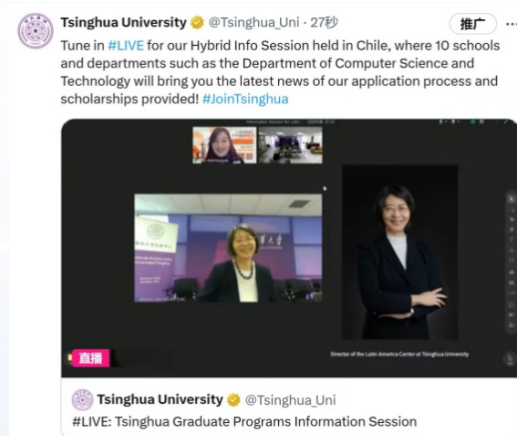 Tsinghua University @Tsinghua_Uni · 27秒
推广
Tune in #LIVE for our Hybrid Info Session held in Chile, where 10 schools
and departments such as the Department of Computer Science and
Technology will bring you the latest news of our application process and
scholarships provided! #JoinTsinghua
直播
Director of the Latin America Center at Tsinghua University
Tsinghua University @Tsinghua_Uni
#LIVE: Tsinghua Graduate Programs Information Session